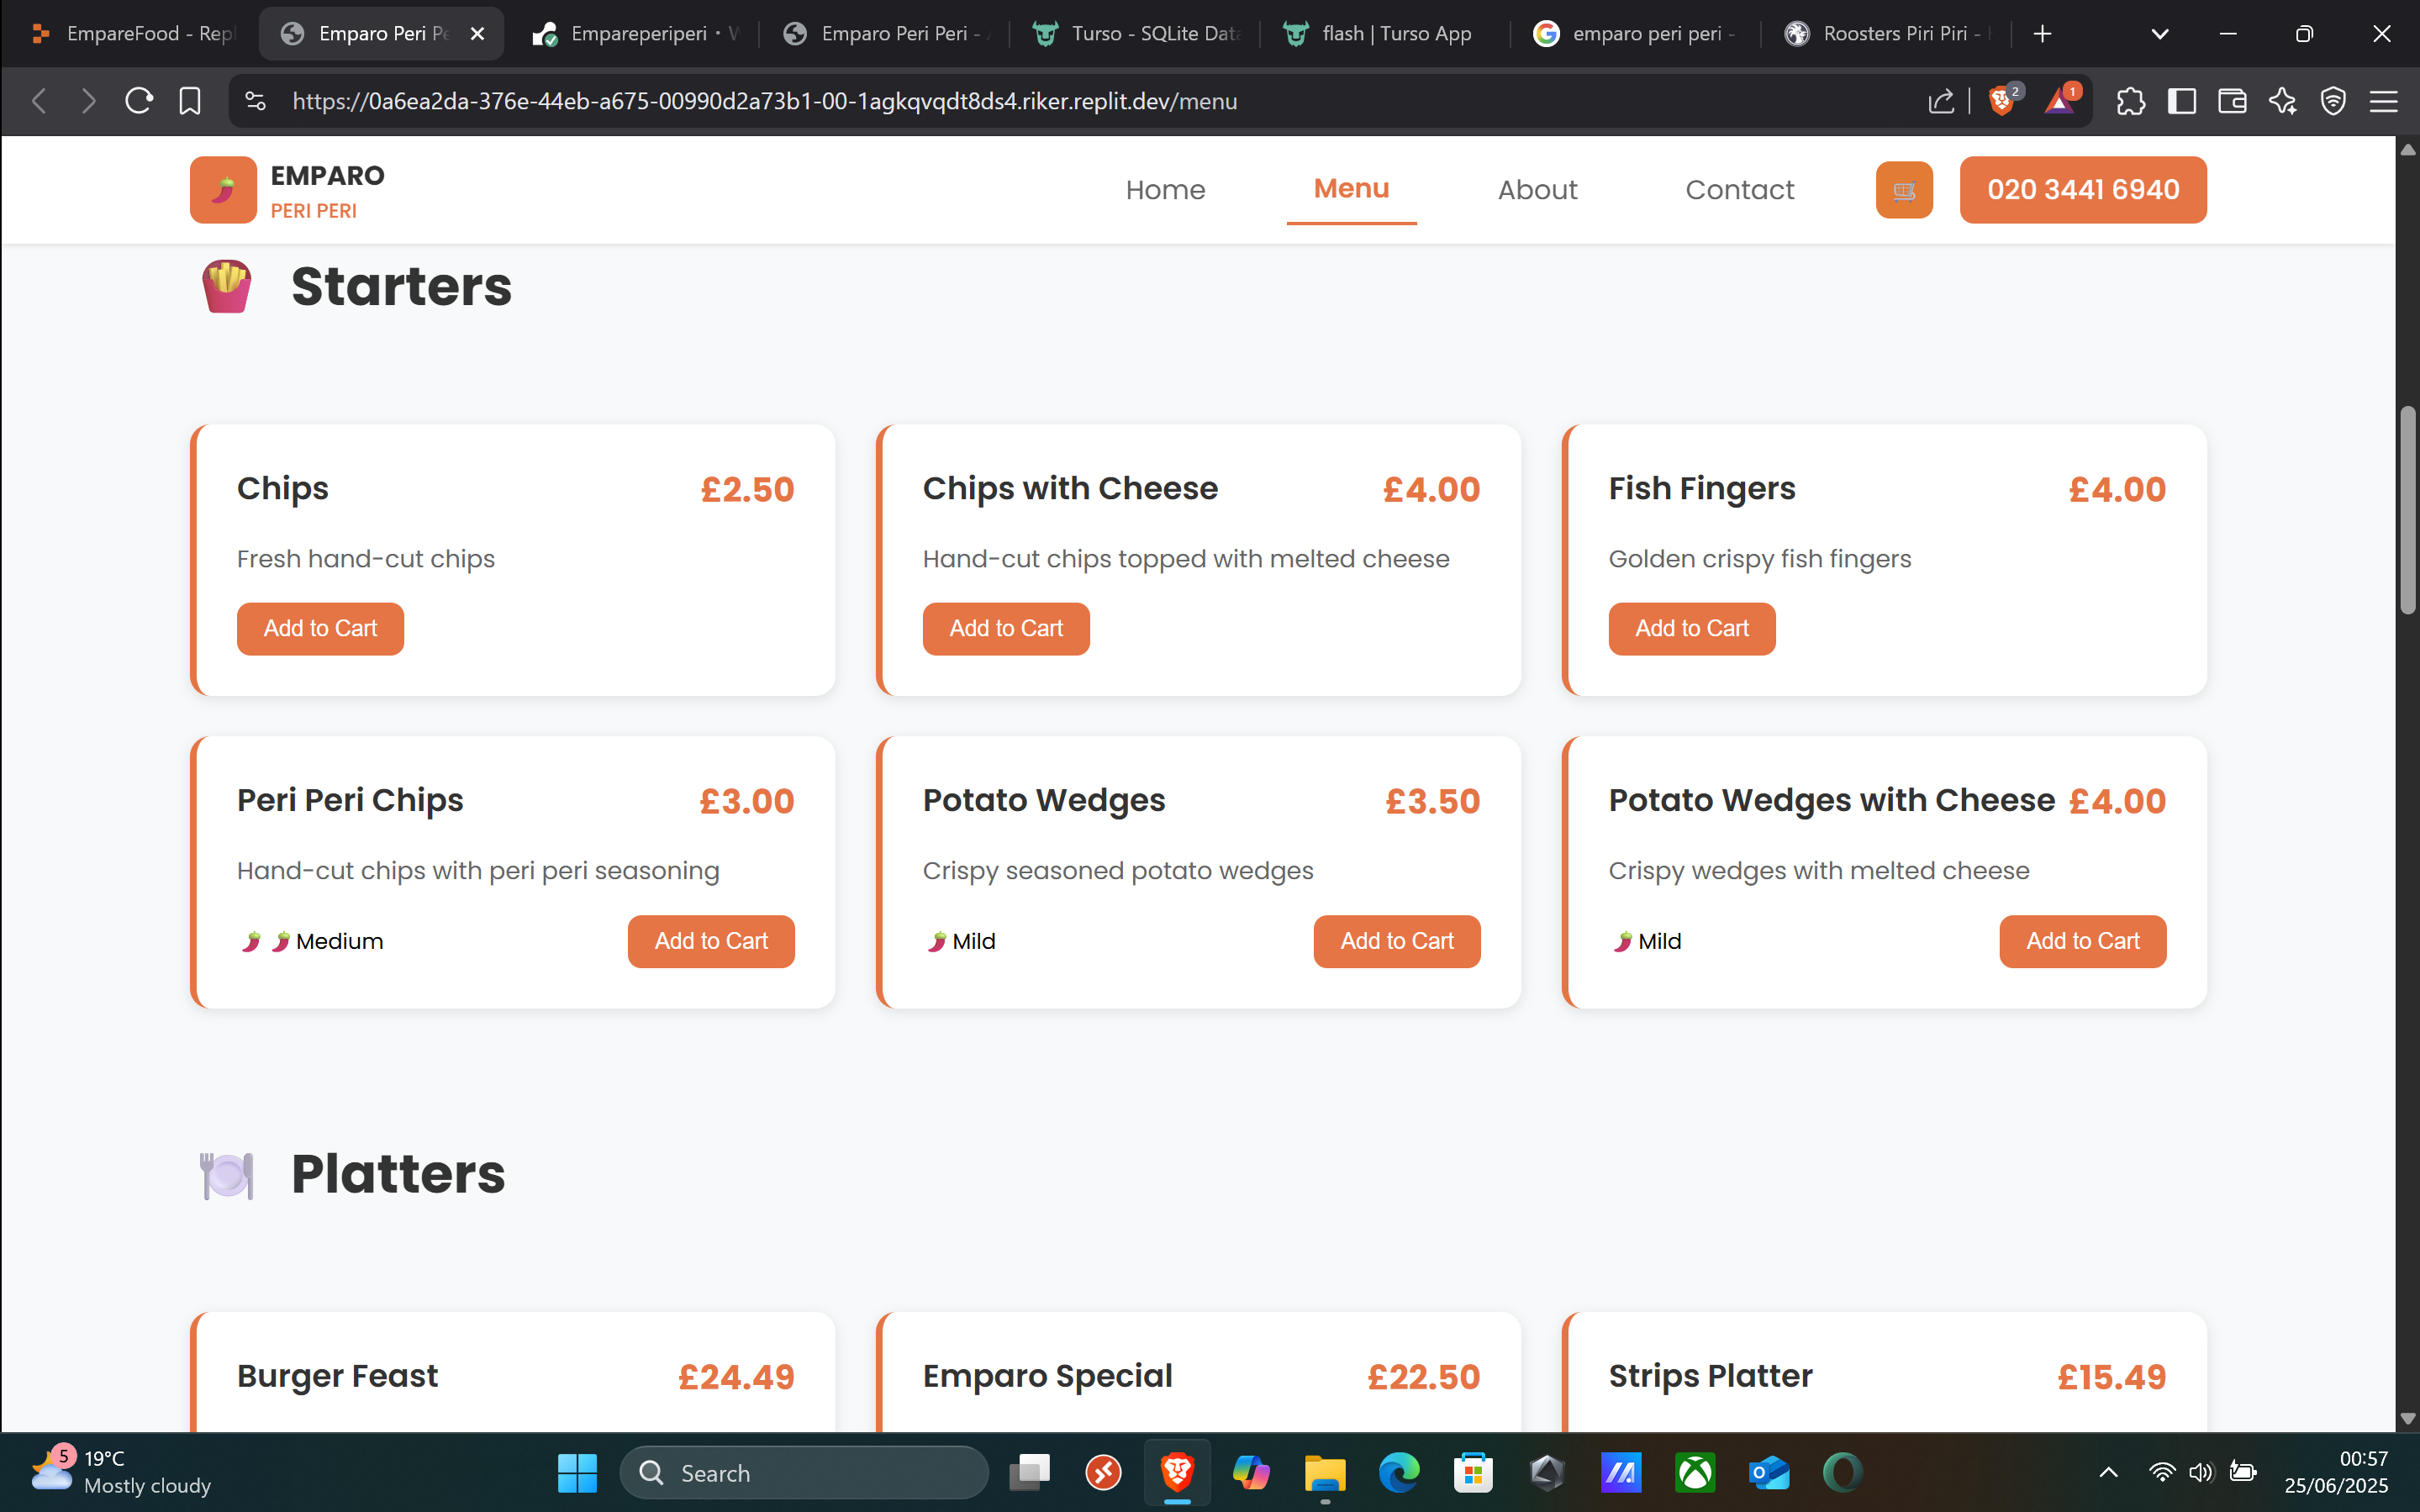 EmpareFood - Repl
Emparo Peri Pe
Empareperiperi • W
Emparo Peri Peri - A
Turso - SQLite Data
flash | Turso App
emparo peri peri -
Roosters Piri Piri -
https://0a6ea2da-376e-44eb-a675-00990d2a73b1-00-1agkqvqdt8ds4.riker.replit.dev/menu
2
1
EMPARO
PERI PERI
Home
Menu
About
Contact
020 3441 6940
Starters
Chips £2.50
Fresh hand-cut chips
Add to Cart
Chips with Cheese £4.00
Hand-cut chips topped with melted cheese
Add to Cart
Fish Fingers £4.00
Golden crispy fish fingers
Add to Cart
Peri Peri Chips £3.00
Hand-cut chips with peri peri seasoning
Medium Add to Cart
Potato Wedges £3.50
Crispy seasoned potato wedges
Mild Add to Cart
Potato Wedges with Cheese £4.00
Crispy wedges with melted cheese
Mild Add to Cart
Platters
Burger Feast £24.49
Emparo Special £22.50
Strips Platter £15.49
5
19°C
Mostly cloudy
Search
00:57
25/06/2025